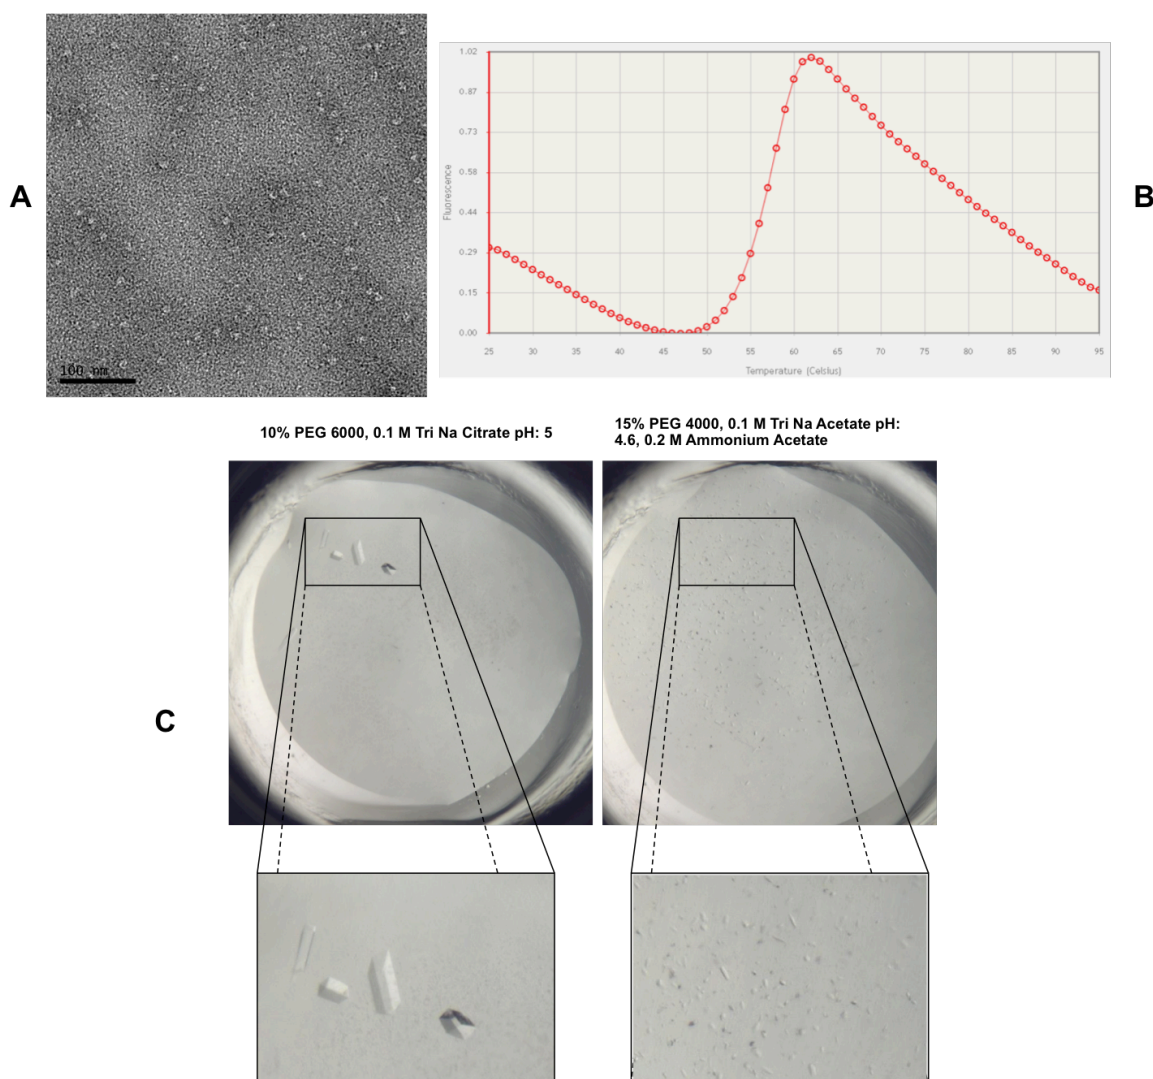 A
100 nm
1.02
0.87
0.73
0.58
0.44
0.29
0.15
0.00
Fluorescence
25 30 35 40 45 50 55 60 65 70 75 80 85 90 95
Temperature (Celsius)
B
10% PEG 6000, 0.1 M Tri Na Citrate pH: 5
15% PEG 4000, 0.1 M Tri Na Acetate pH:
4.6, 0.2 M Ammonium Acetate
C